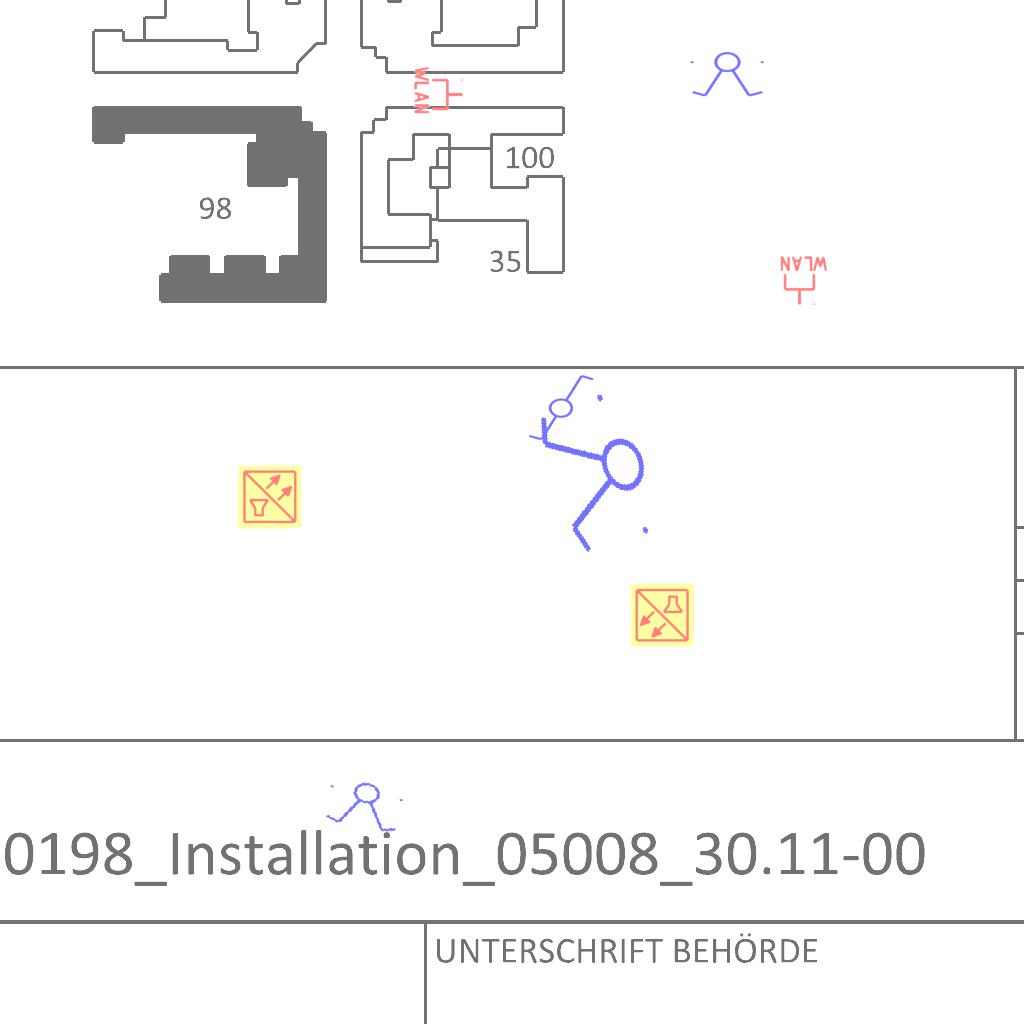 WLAN
100
98
35
WLAN
0198_Installation_05008_30.11-00
UNTERSCHRIFT BEHÖRDE